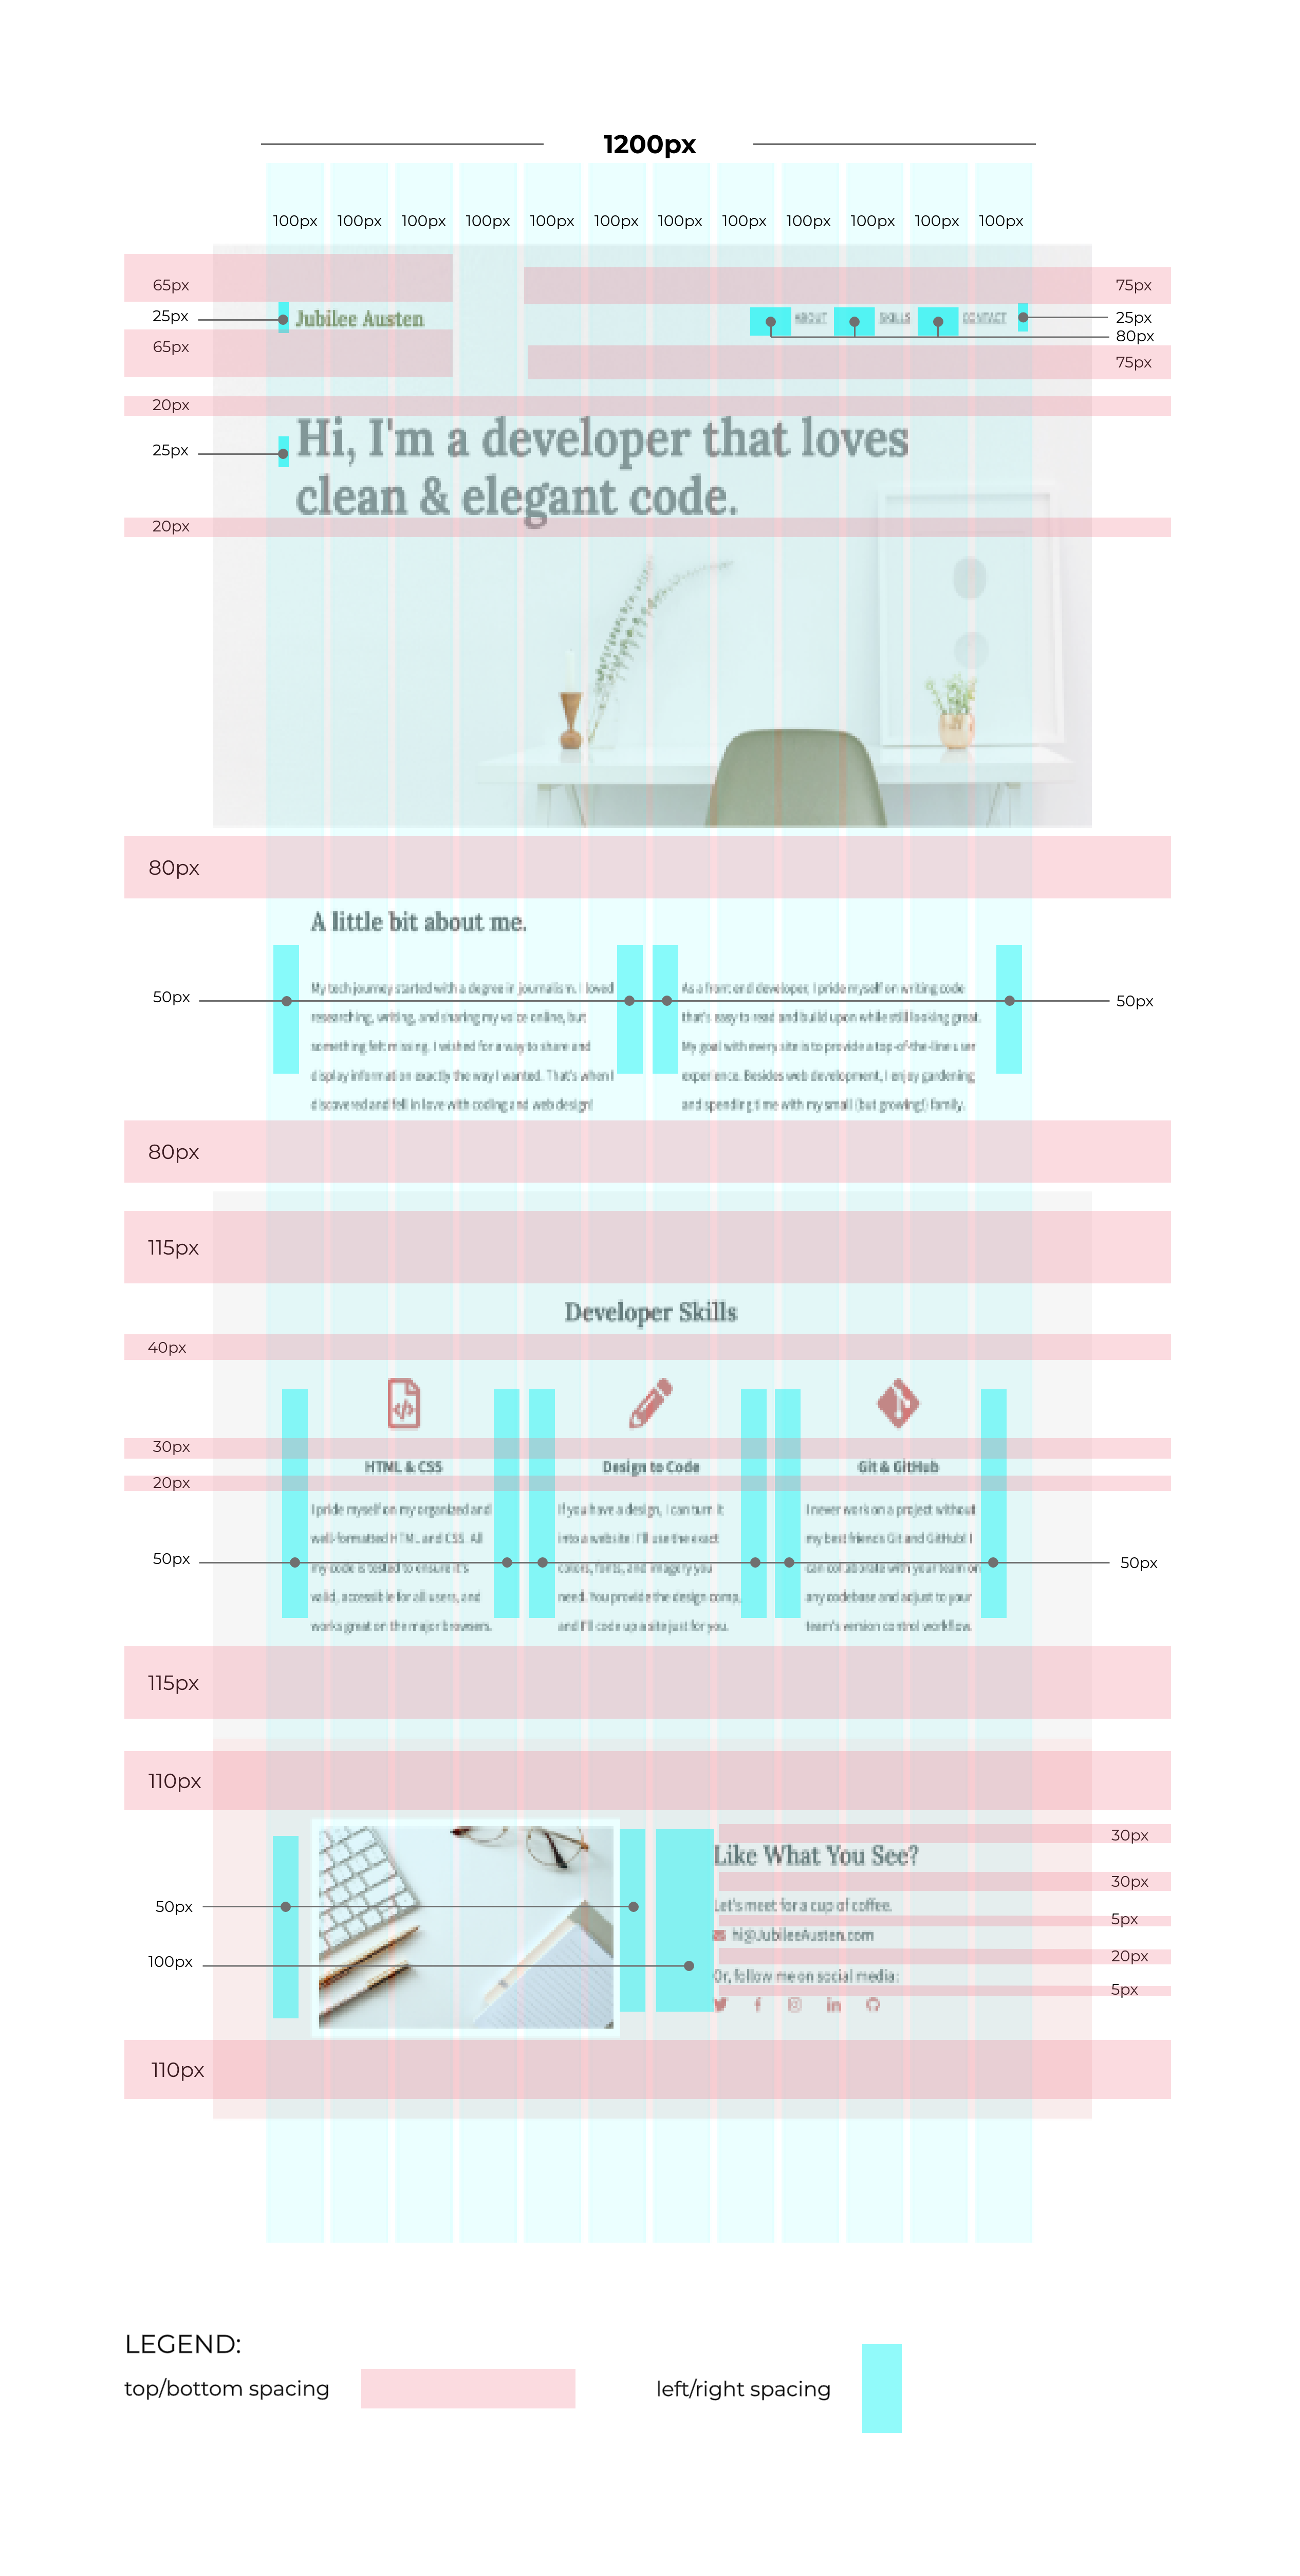 1200px
100px 100px 100px 100px 100px 100px 100px 100px 100px 100px 100px 100px
65px
75px
25px
Jubilee Austen
ABOUT
SKILLS
CONTACT
25px
80px
65px
75px
20px
25px
Hi, I'm a developer that loves
clean & elegant code.
20px
80px
A little bit about me.
50px
My tech journey started with a degree in journalism. I loved
researching, writing, and sharing my voice online, but
something felt missing. I wished for a way to share and
display information exactly the way I wanted. That's when I
discovered and fell in love with coding and web design!
As a front end developer, I pride myself on writing code
that's easy to read and build upon while still looking great.
My goal with every site is to provide a top-of-the-line user
experience. Besides web development, I enjoy gardening
and spending time with my small (but growing!) family.
50px
80px
115px
Developer Skills
40px
30px
HTML & CSS
Design to Code
Git & GitHub
20px
50px
I pride myself on my organized and
well-formatted HTML and CSS. All
my code is tested to ensure it's
valid, accessible for all users, and
works great on the major browsers.
If you have a design, I can turn it
into a website. I'll use the exact
colors, fonts, and imagery you
need. You provide the design comp,
and I'll code up a site just for you.
I never work on a project without
my best friends Git and GitHub! I
can collaborate with your team on
any codebase and adjust to your
team's version control workflow.
50px
115px
110px
30px
Like What You See?
30px
50px
Let's meet for a cup of coffee.
5px
hi@JubileeAusten.com
20px
100px
Or, follow me on social media:
5px
110px
LEGEND:
top/bottom spacing
left/right spacing